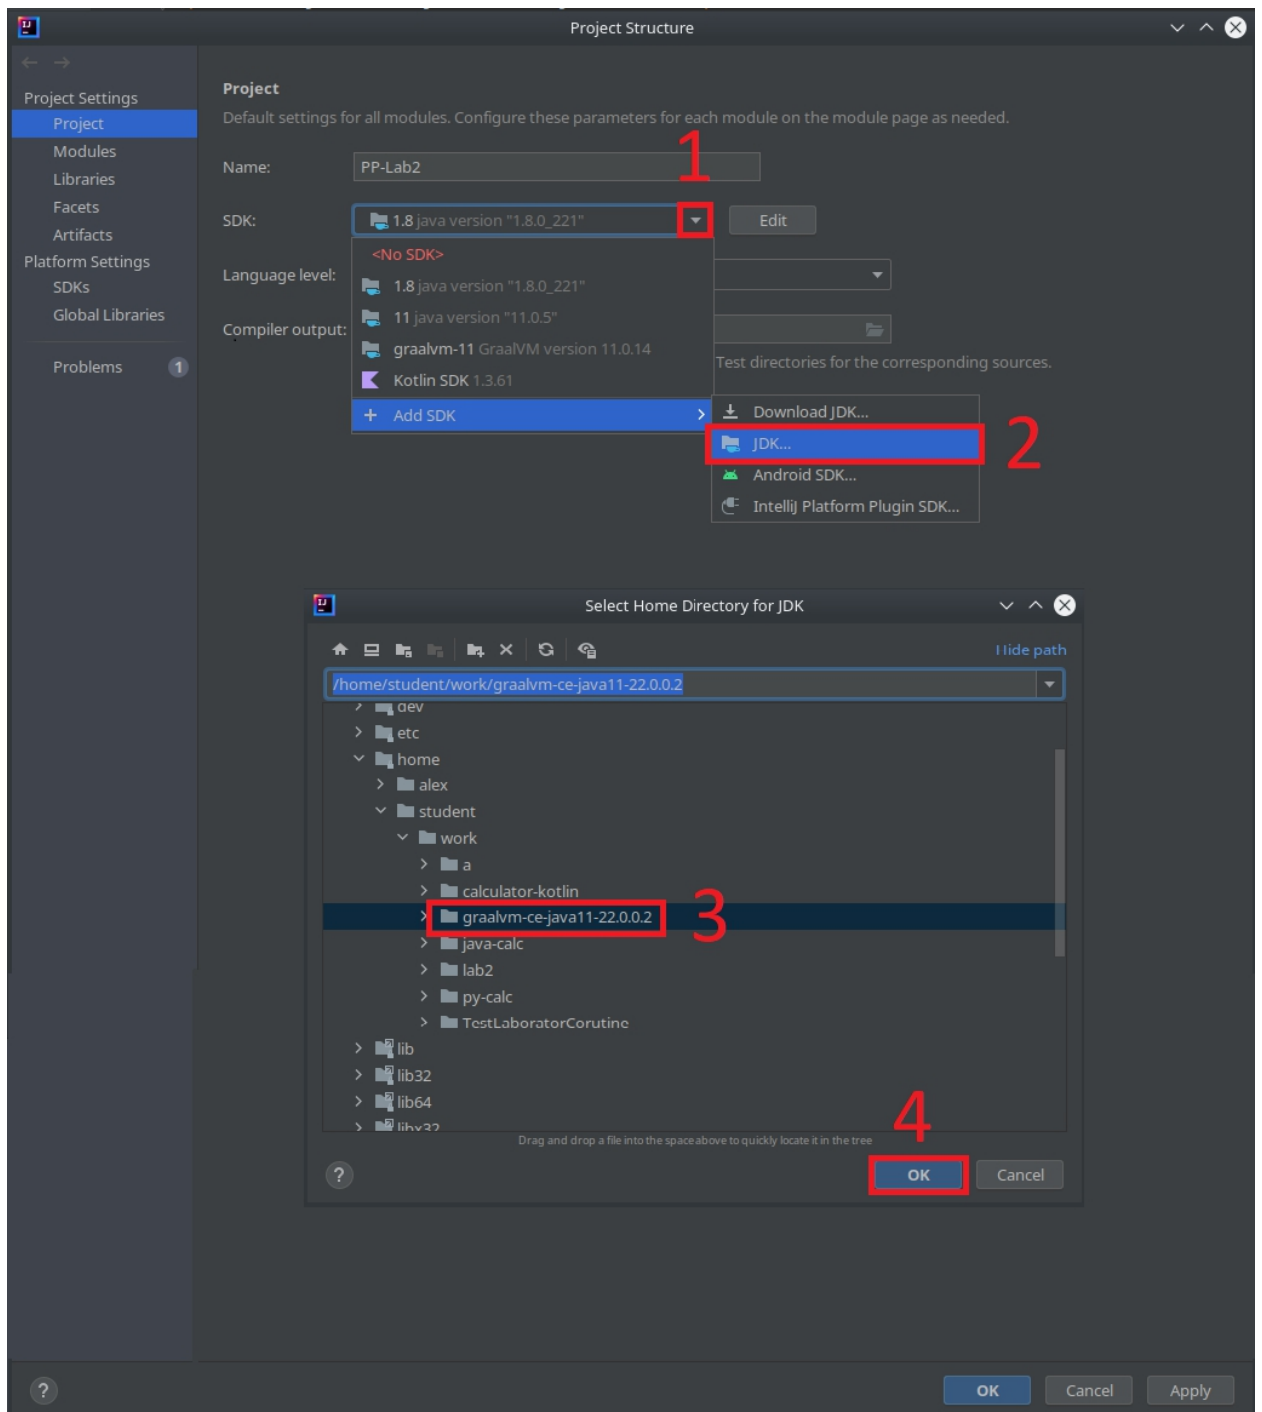 Project Structure
Project Settings
Project
Modules
Libraries
Facets
Artifacts
Platform Settings
SDKs
Global Libraries
Problems 1
Project
Default settings for all modules. Configure these parameters for each module on the module page as needed.
1
Name: PP-Lab2
SDK: 1.8 java version "1.8.0_221" Edit
<No SDK>
Language level:
1.8 java version "1.8.0_221"
11 java version "11.0.5"
Compiler output:
graalvm-11 GraalVM version 11.0.14
Test directories for the corresponding sources.
Kotlin SDK 1.3.61
+ Add SDK
Download JDK...
JDK...
2
Android SDK...
IntelliJ Platform Plugin SDK...
Select Home Directory for JDK
Hide path
/home/student/work/graalvm-ce-java11-22.0.0.2
dev
etc
home
alex
student
work
a
calculator-kotlin
graalvm-ce-java11-22.0.0.2
3
java-calc
lab2
py-calc
TestLaboratorCorutine
lib
lib32
lib64
libx32
4
Drag and drop a file into the space above to quickly locate it in the tree
? OK Cancel
? OK Cancel Apply